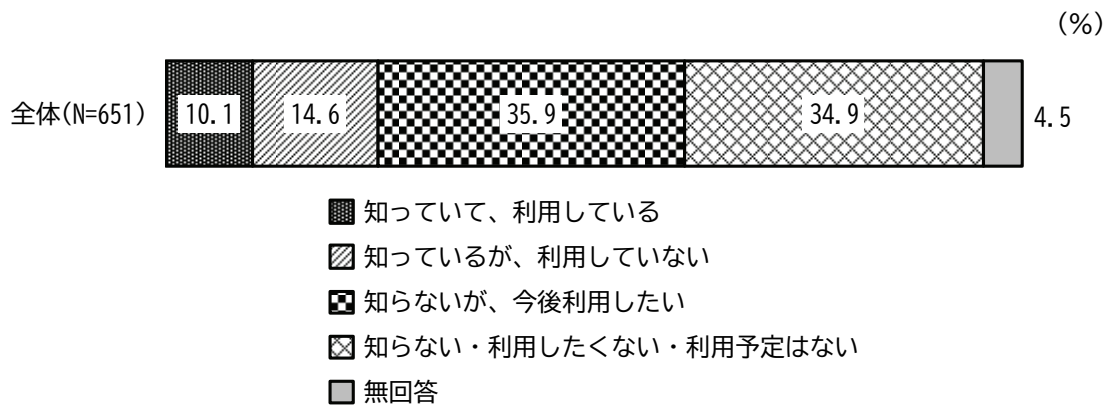 (%)
全体(N=651) 10.1 14.6 35.9 34.9 4.5
知っていて、利用している
知っているが、利用していない
知らないが、今後利用したい
知らない・利用したくない・利用予定はない
無回答